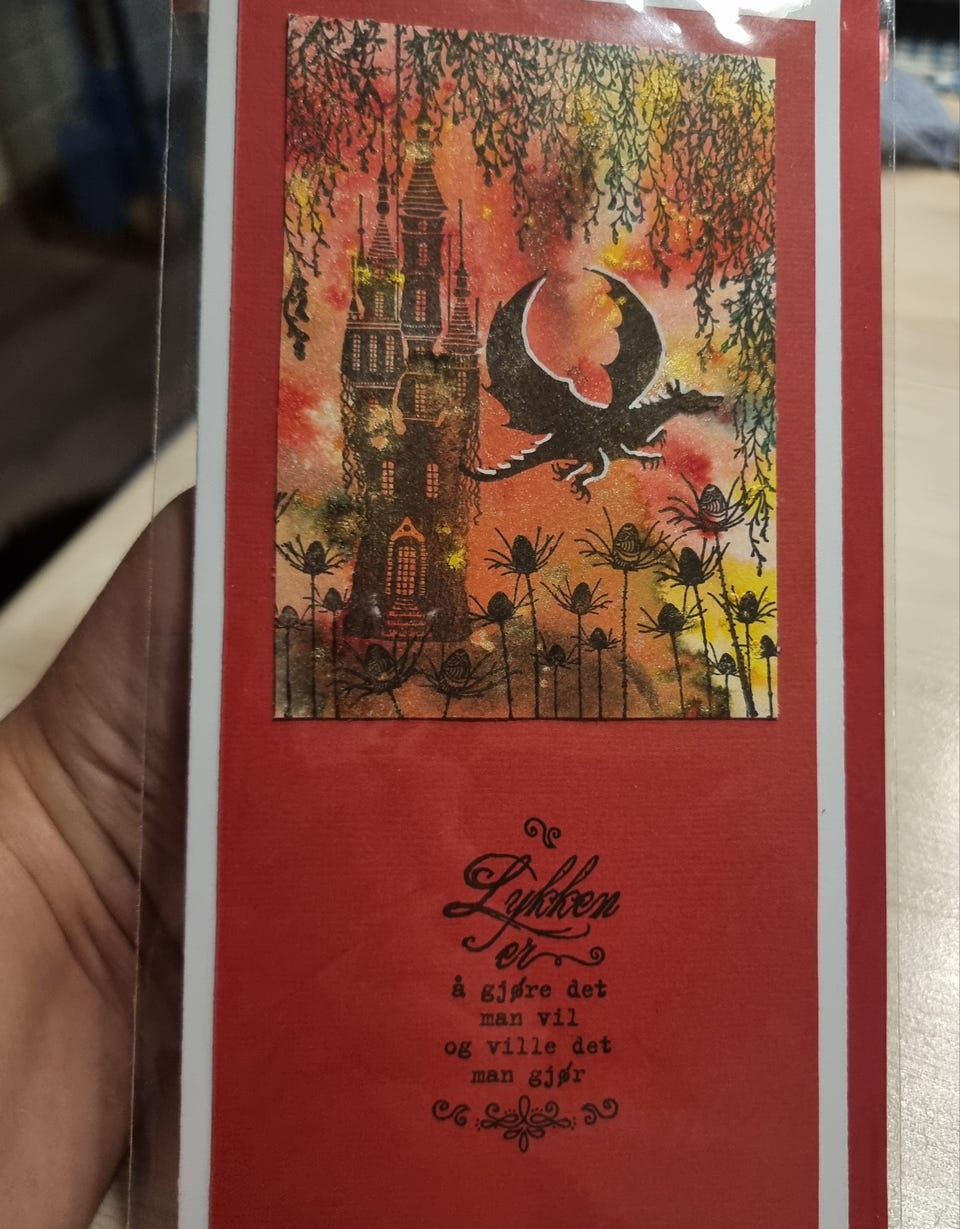 Lykken
er
å gjøre det
man vil
og ville det
man gjør